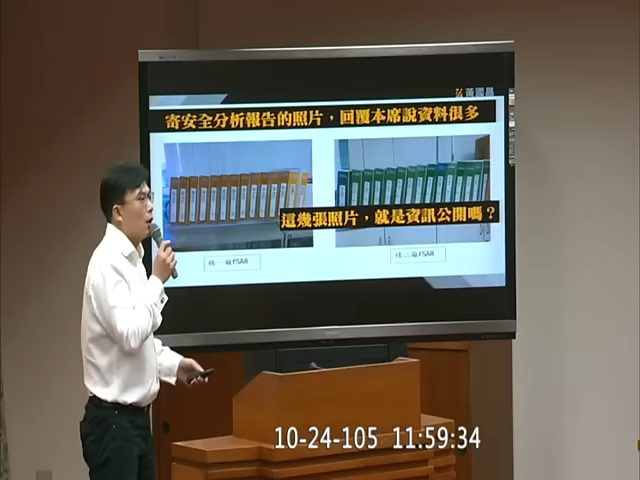 黃國昌
寄安全分析報告的照片，回覆本席說資料很多
這幾張照片，就是資訊公開嗎？
核一廠FSAR
核二廠FSAR
10-24-105 11:59:34